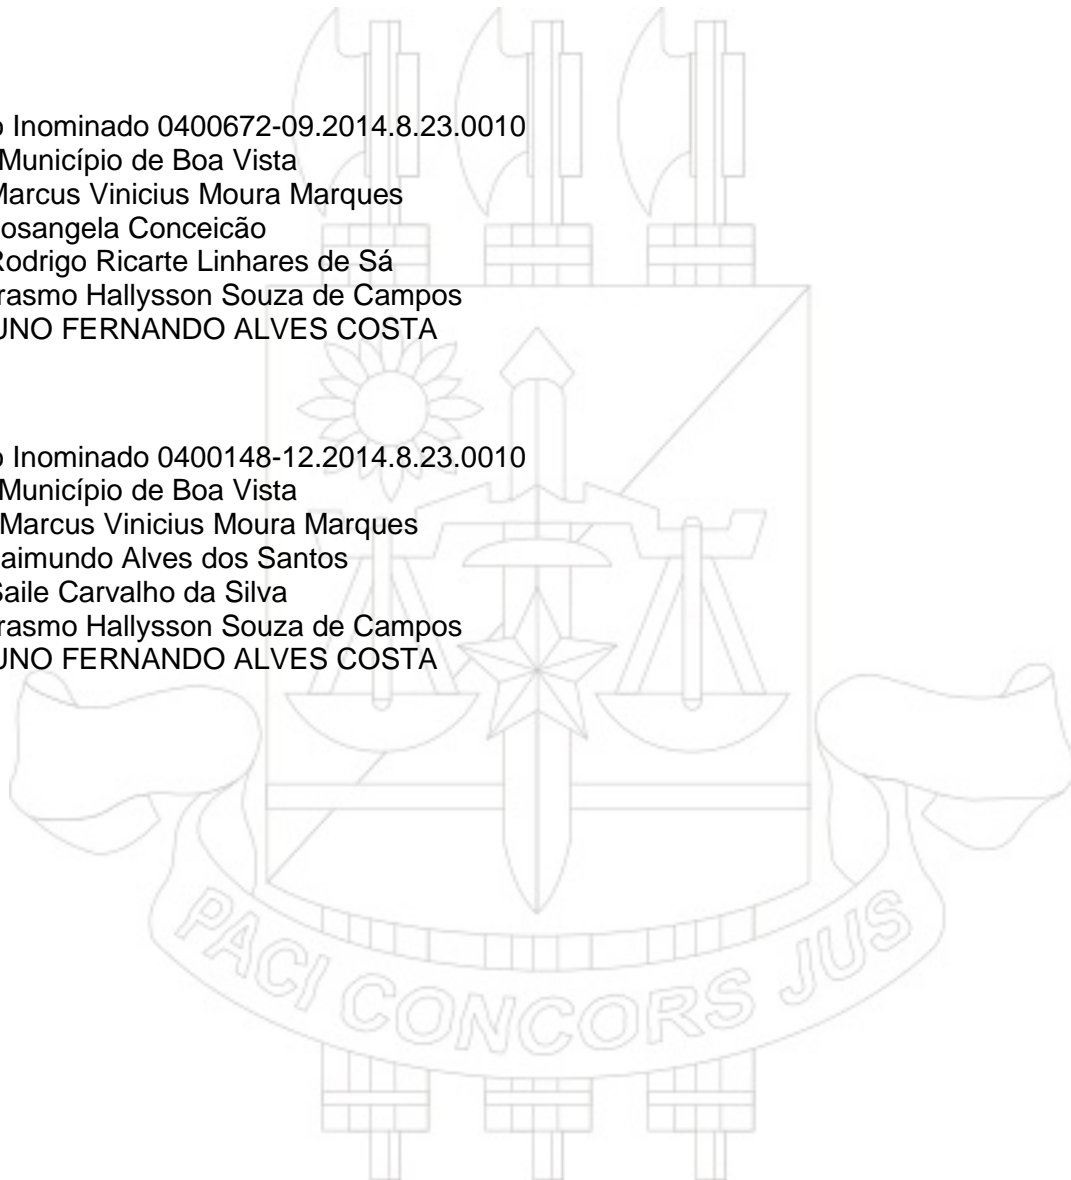 o Inominado 0400672-09.2014.8.23.0010
Município de Boa Vista
Marcus Vinicius Moura Marques
osangela Conceicão
Rodrigo Ricarte Linhares de Sá
rasmo Hallysson Souza de Campos
UNO FERNANDO ALVES COSTA
o Inominado 0400148-12.2014.8.23.0010
Município de Boa Vista
Marcus Vinicius Moura Marques
aimundo Alves dos Santos
Saile Carvalho da Silva
rasmo Hallysson Souza de Campos
UNO FERNANDO ALVES COSTA
PACI CONCORS JUS